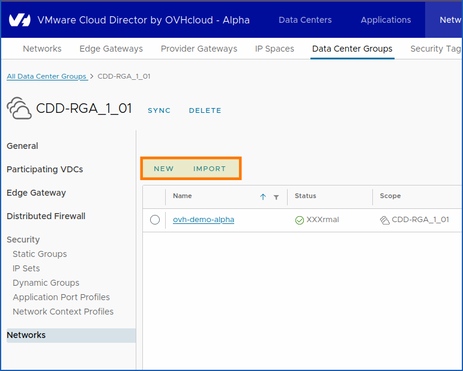 VMware Cloud Director by OVHcloud - Alpha Data Centers Applications Netw
Networks Edge Gateways Provider Gateways IP Spaces Data Center Groups Security Tag
All Data Center Groups > CDD-RGA_1_01
CDD-RGA_1_01 SYNC DELETE
General
Participating VDCs
Edge Gateway
Distributed Firewall
Security
Static Groups
IP Sets
Dynamic Groups
Application Port Profiles
Network Context Profiles
Networks
NEW IMPORT
Name Status Scope
ovh-demo-alpha XXXrmal CDD-RGA_1_01